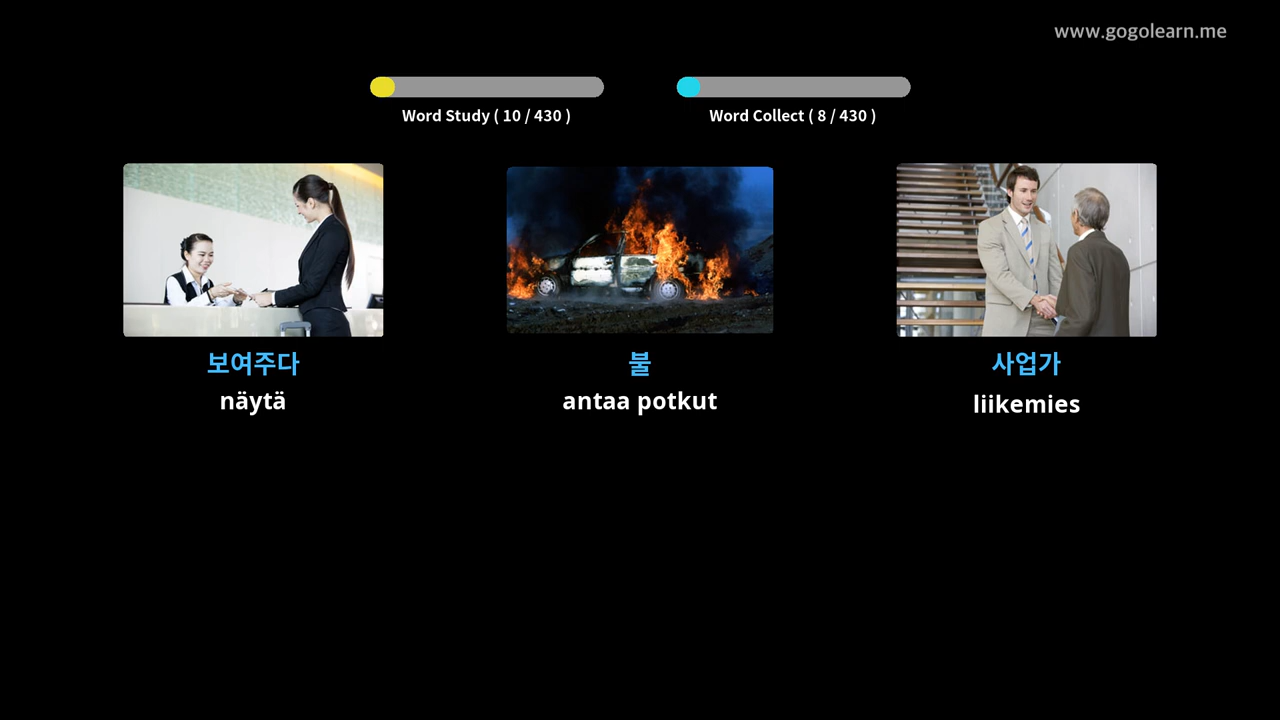 www.gogolearn.me
Word Study ( 10 / 430 )
Word Collect ( 8 / 430 )
보여주다
불
사업가
näytä
antaa potkut
liikemies